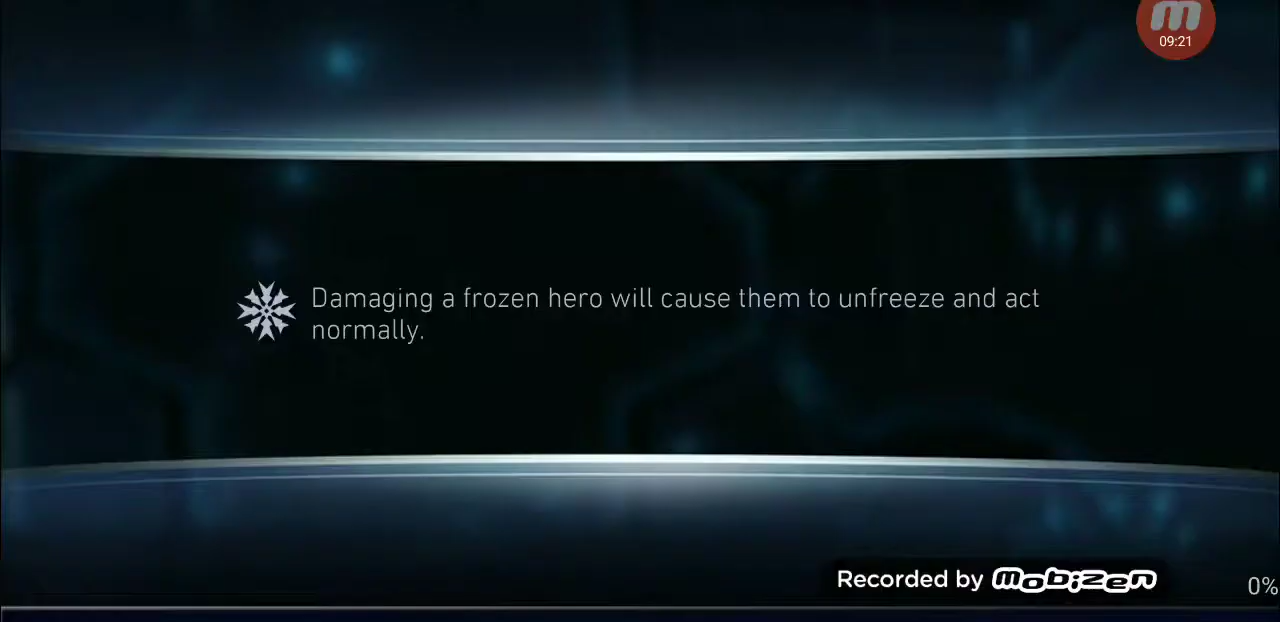 m
09:21
Damaging a frozen hero will cause them to unfreeze and act
normally.
Recorded by mobizen
0%